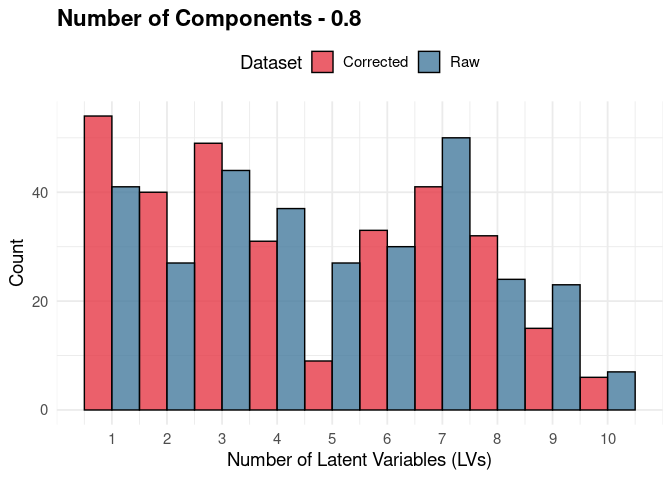 Number of Components - 0.8
Dataset Corrected Raw
Count
40
20
0
1 2 3 4 5 6 7 8 9 10
Number of Latent Variables (LVs)